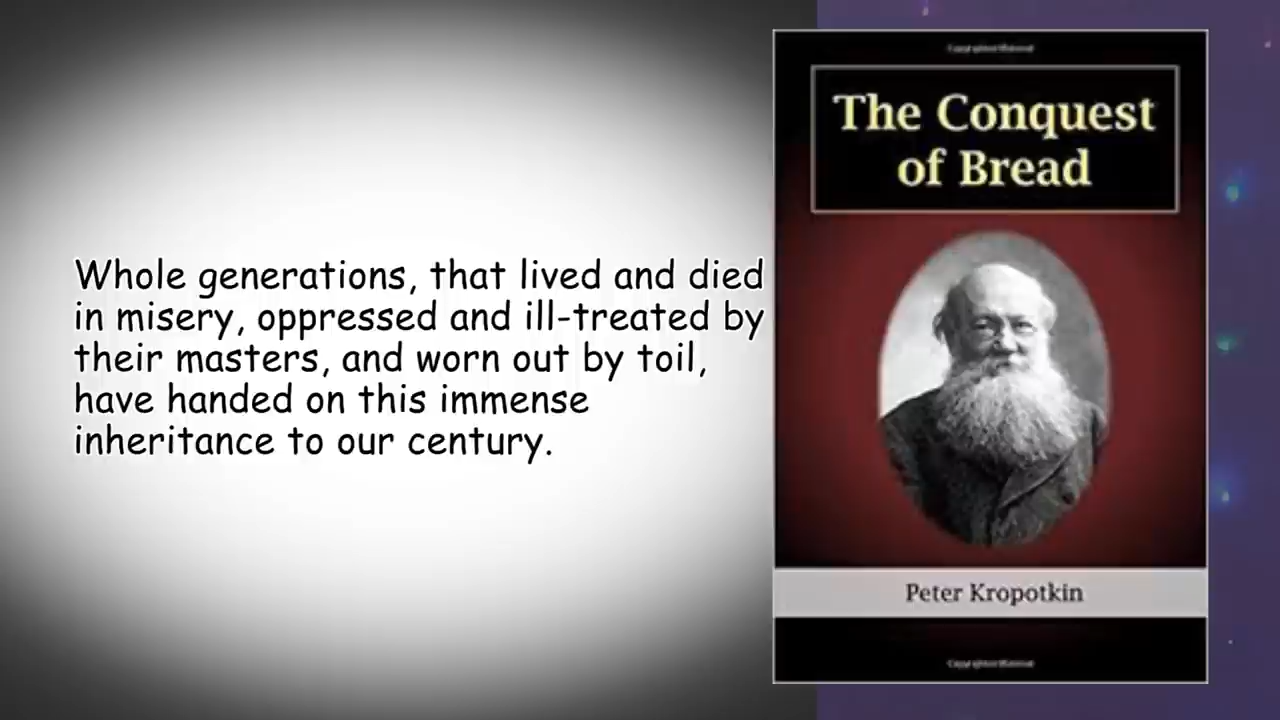 Whole generations, that lived and died
in misery, oppressed and ill-treated by
their masters, and worn out by toil,
have handed on this immense
inheritance to our century.
The Conquest
of Bread
Peter Kropotkin